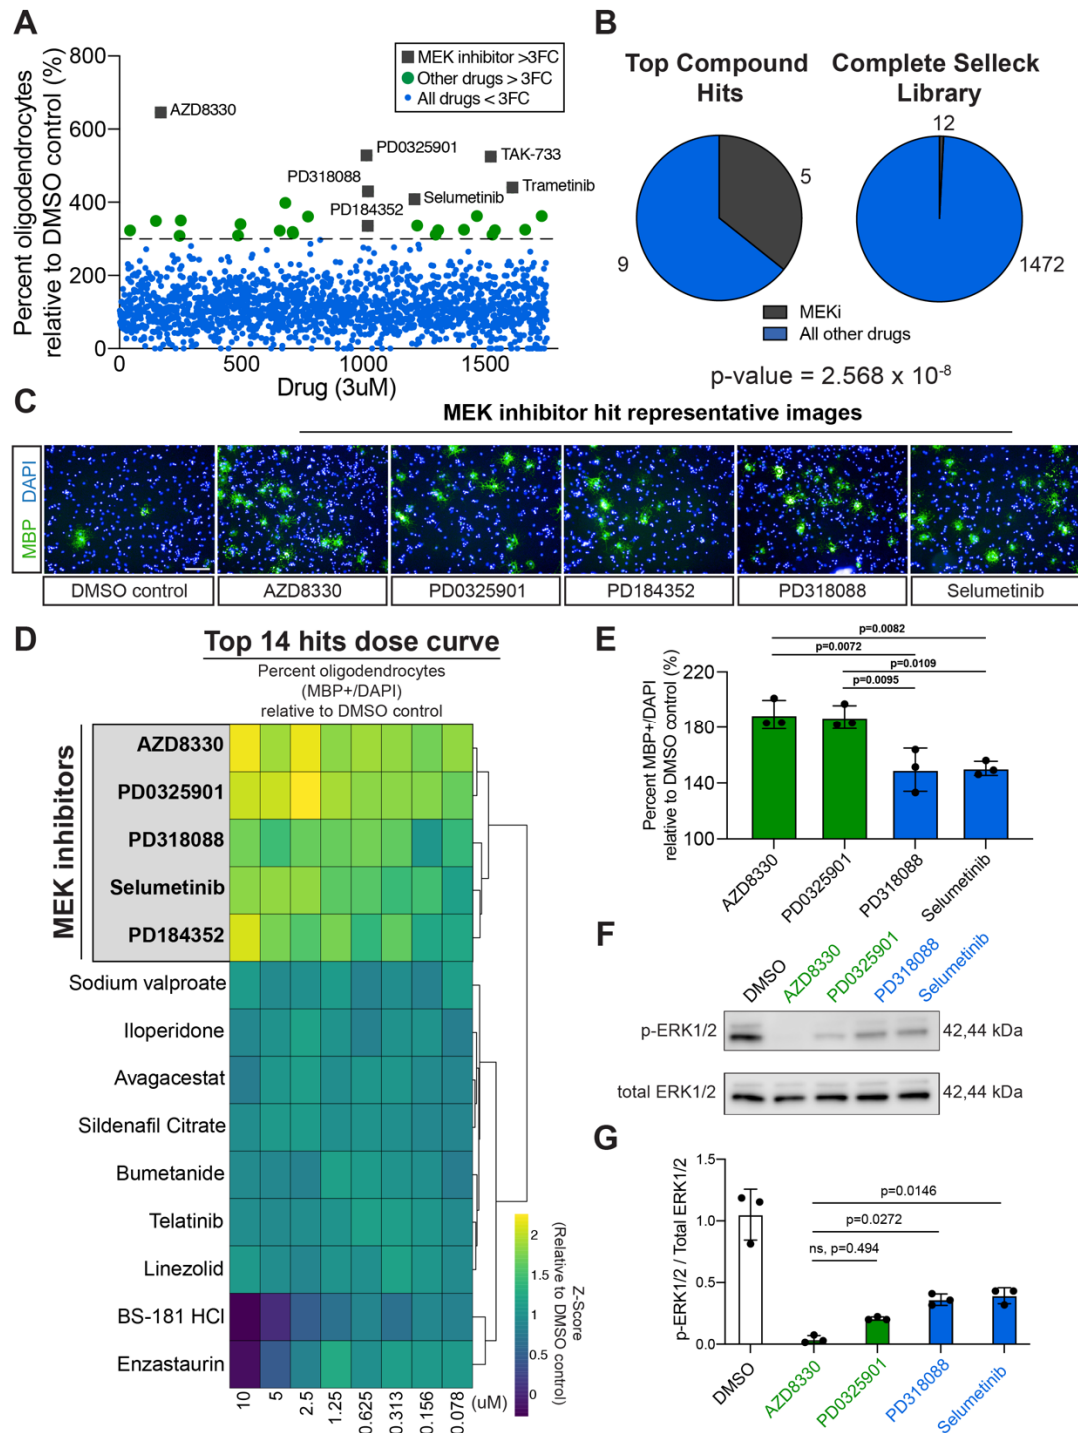 A
Percent oligodendrocytes
relative to DMSO control (%)
800
600
400
200
0
0
500
1000
1500
Drug (3uM)
MEK inhibitor >3FC
Other drugs > 3FC
All drugs < 3FC
AZD8330
PD0325901
TAK-733
PD318088
Trametinib
Selumetinib
PD184352
B
Top Compound
Hits
Complete Selleck
Library
5
9
12
1472
MEKi
All other drugs
p-value = 2.568 x 10-8
C
MEK inhibitor hit representative images
MBP DAPI
DMSO control
AZD8330
PD0325901
PD184352
PD318088
Selumetinib
D
Top 14 hits dose curve
Percent oligodendrocytes
(MBP+/DAPI)
relative to DMSO control
MEK inhibitors
AZD8330
PD0325901
PD318088
Selumetinib
PD184352
Sodium valproate
Iloperidone
Avagacestat
Sildenafil Citrate
Bumetanide
Telatinib
Linezolid
BS-181 HCl
Enzastaurin
10
5
2.5
1.25
0.625
0.313
0.156
0.078
(uM)
2
1.5
1
0.5
0
Z-Score
(Relative to DMSO control)
E
Percent MBP+/DAPI
relative to DMSO control (%)
220
180
140
100
p=0.0082
p=0.0072
p=0.0109
p=0.0095
AZD8330
PD0325901
PD318088
Selumetinib
F
DMSO
AZD8330
PD0325901
PD318088
Selumetinib
p-ERK1/2
42,44 kDa
total ERK1/2
42,44 kDa
G
p-ERK1/2 / Total ERK1/2
1.5
1.0
0.5
0.0
p=0.0146
p=0.0272
ns, p=0.494
DMSO
AZD8330
PD0325901
PD318088
Selumetinib